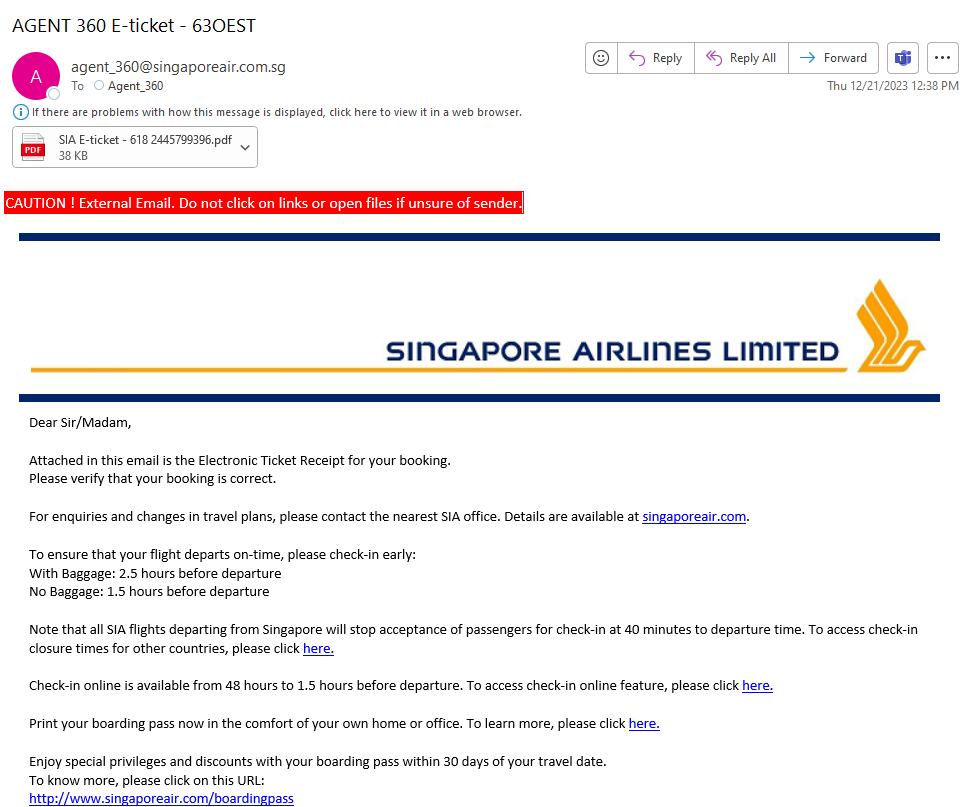 AGENT 360 E-ticket - 63OEST
A
agent_360@singaporeair.com.sg
To Agent_360
Reply
Reply All
Forward
Thu 12/21/2023 12:38 PM
If there are problems with how this message is displayed, click here to view it in a web browser.
PDF
SIA E-ticket - 618 2445799396.pdf
38 KB
CAUTION ! External Email. Do not click on links or open files if unsure of sender.
SINGAPORE AIRLINES LIMITED
Dear Sir/Madam,
Attached in this email is the Electronic Ticket Receipt for your booking.
Please verify that your booking is correct.
For enquiries and changes in travel plans, please contact the nearest SIA office. Details are available at singaporeair.com.
To ensure that your flight departs on-time, please check-in early:
With Baggage: 2.5 hours before departure
No Baggage: 1.5 hours before departure
Note that all SIA flights departing from Singapore will stop acceptance of passengers for check-in at 40 minutes to departure time. To access check-in
closure times for other countries, please click here.
Check-in online is available from 48 hours to 1.5 hours before departure. To access check-in online feature, please click here.
Print your boarding pass now in the comfort of your own home or office. To learn more, please click here.
Enjoy special privileges and discounts with your boarding pass within 30 days of your travel date.
To know more, please click on this URL:
http://www.singaporeair.com/boardingpass